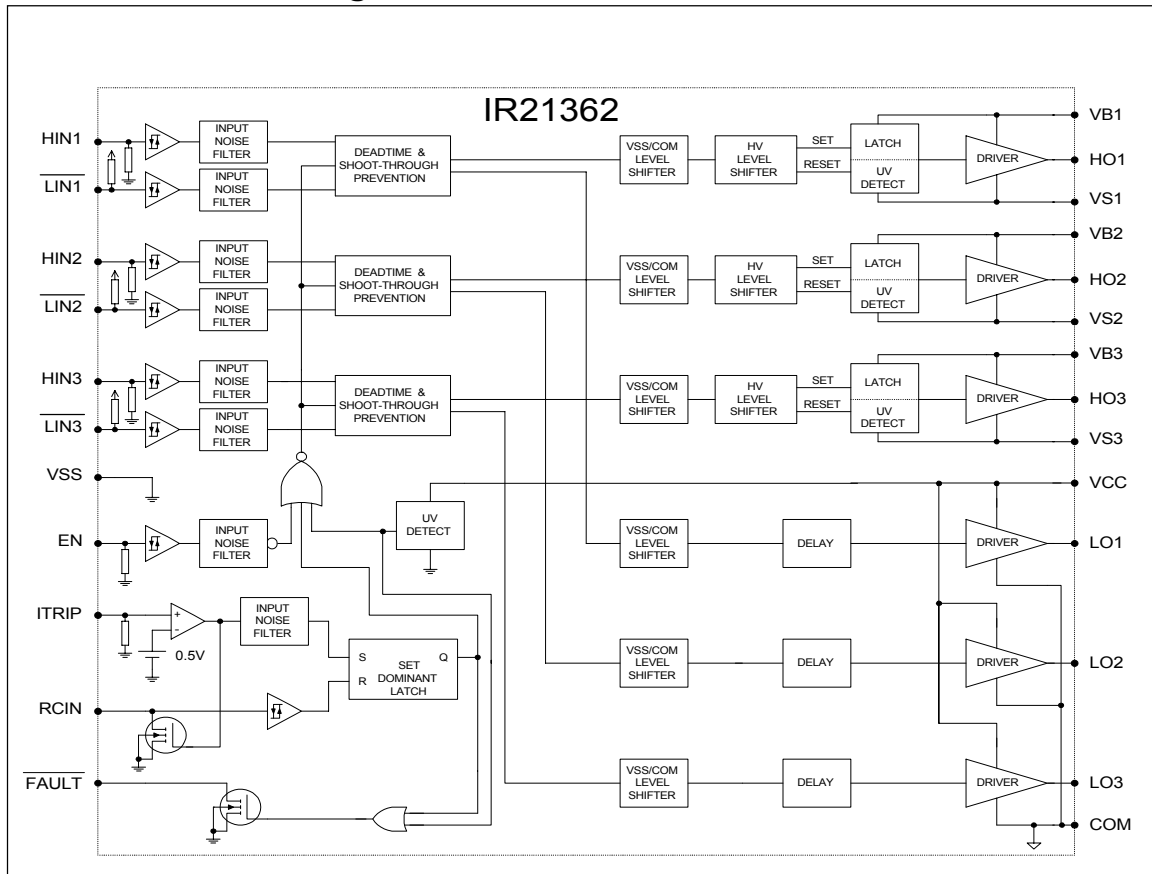 IR21362
HIN1
LIN1
HIN2
LIN2
HIN3
LIN3
VSS
EN
ITRIP
RCIN
FAULT
INPUT
NOISE
FILTER
INPUT
NOISE
FILTER
INPUT
NOISE
FILTER
INPUT
NOISE
FILTER
INPUT
NOISE
FILTER
INPUT
NOISE
FILTER
INPUT
NOISE
FILTER
INPUT
NOISE
FILTER
+
-
0.5V
S
R
Q
SET
DOMINANT
LATCH
DEADTIME &
SHOOT-THROUGH
PREVENTION
DEADTIME &
SHOOT-THROUGH
PREVENTION
DEADTIME &
SHOOT-THROUGH
PREVENTION
UV
DETECT
VSS/COM
LEVEL
SHIFTER
HV
LEVEL
SHIFTER
SET
RESET
LATCH
UV
DETECT
DRIVER
VB1
HO1
VS1
VSS/COM
LEVEL
SHIFTER
HV
LEVEL
SHIFTER
SET
RESET
LATCH
UV
DETECT
DRIVER
VB2
HO2
VS2
VSS/COM
LEVEL
SHIFTER
HV
LEVEL
SHIFTER
SET
RESET
LATCH
UV
DETECT
DRIVER
VB3
HO3
VS3
VCC
VSS/COM
LEVEL
SHIFTER
DELAY
DRIVER
LO1
VSS/COM
LEVEL
SHIFTER
DELAY
DRIVER
LO2
VSS/COM
LEVEL
SHIFTER
DELAY
DRIVER
LO3
COM